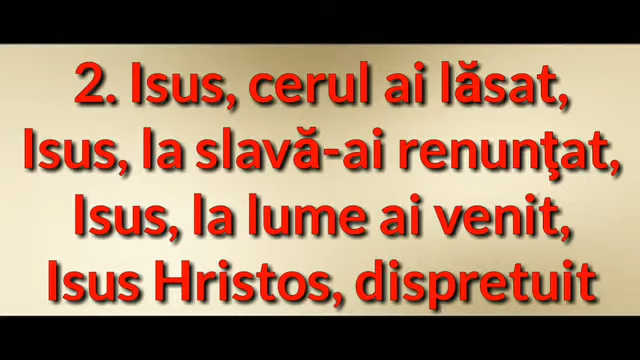 2. Isus, cerul ai lăsat,
Isus, la slavă-ai renunţat,
Isus, la lume ai venit,
Isus Hristos, dispretuit